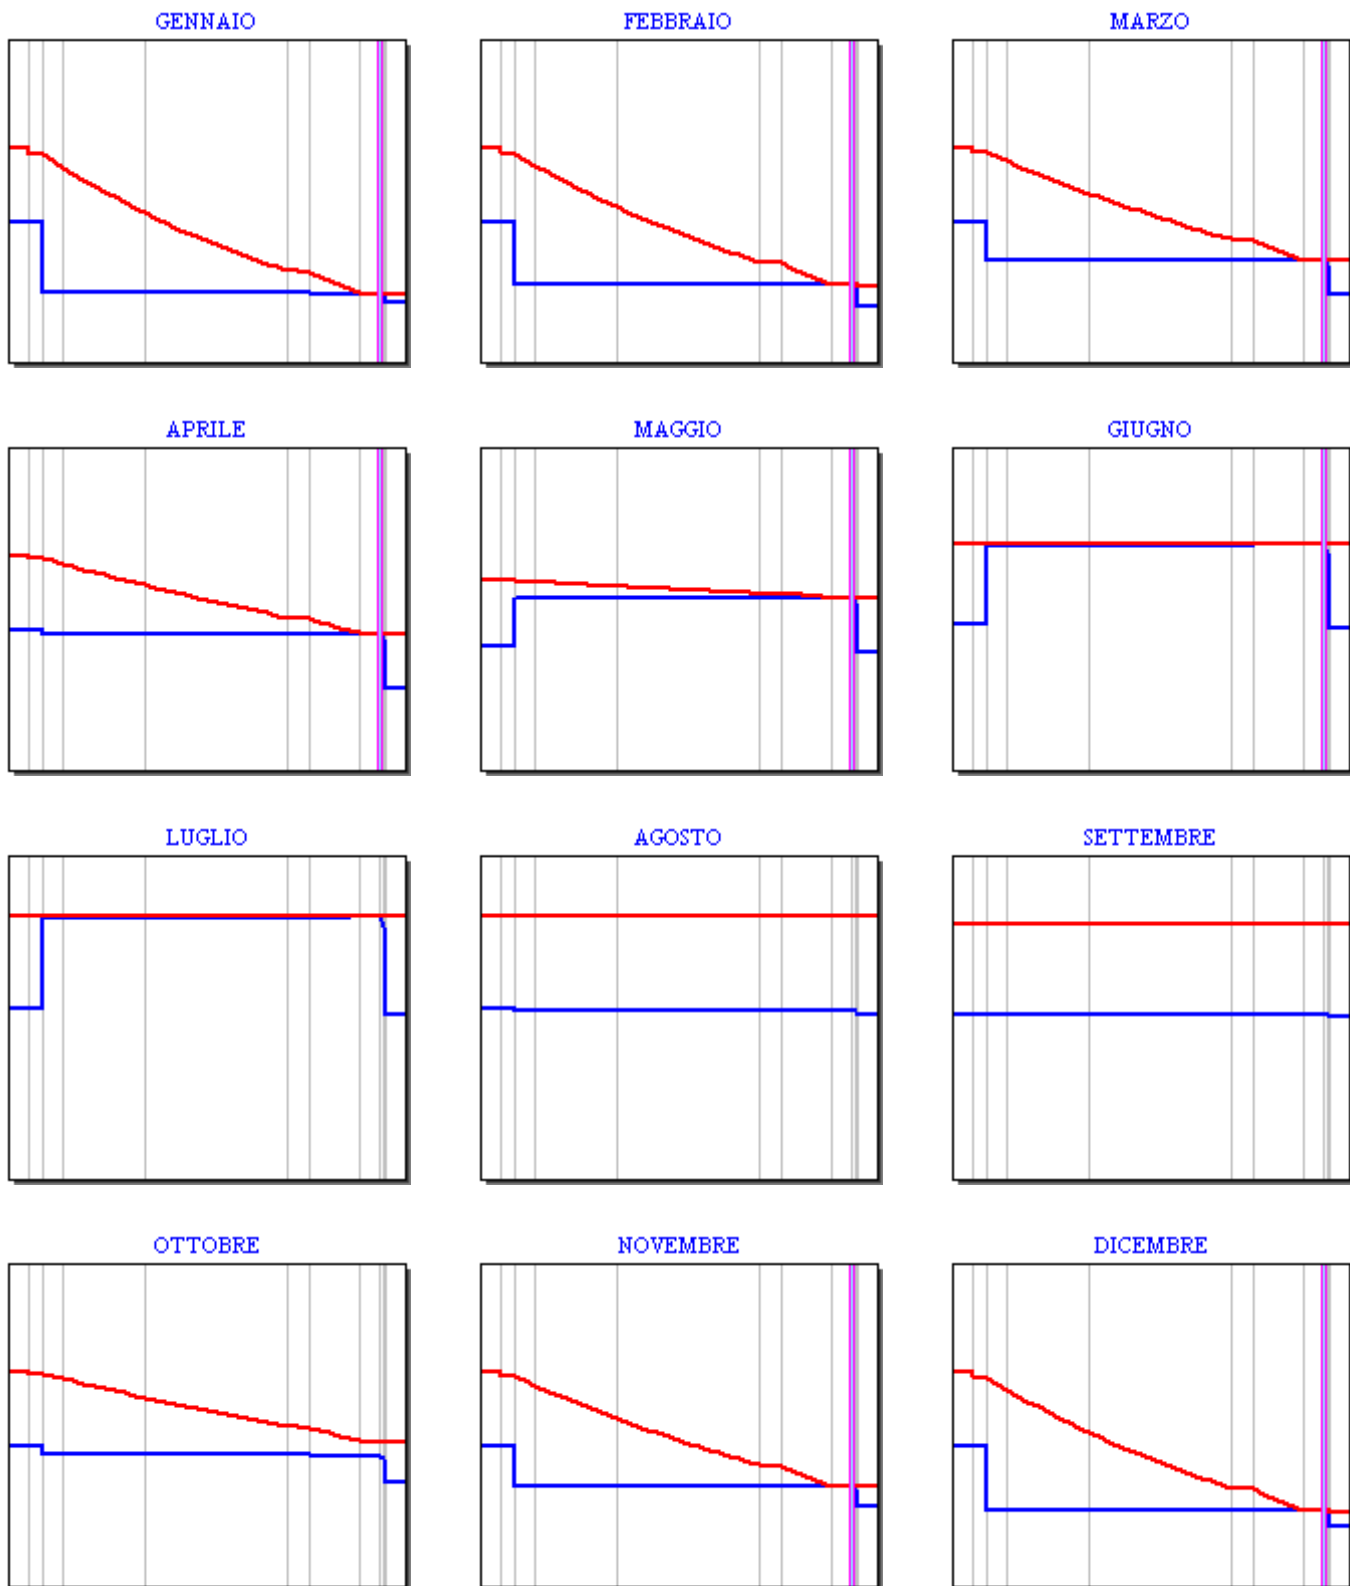 GENNAIO
FEBBRAIO
MARZO
APRILE
MAGGIO
GIUGNO
LUGLIO
AGOSTO
SETTEMBRE
OTTOBRE
NOVEMBRE
DICEMBRE